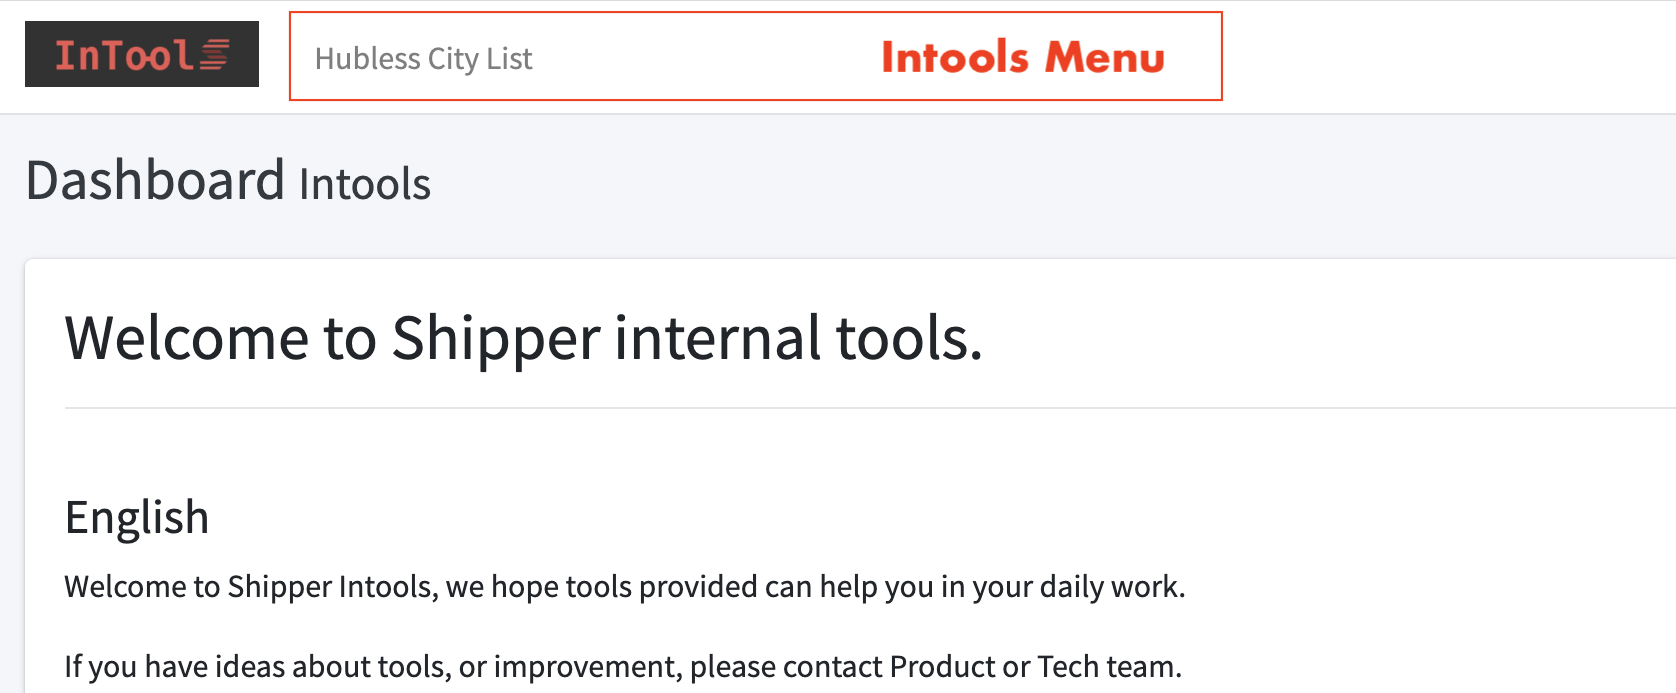 InTools
Hubless City List
Intools Menu
Dashboard Intools
Welcome to Shipper internal tools.
English
Welcome to Shipper Intools, we hope tools provided can help you in your daily work.
If you have ideas about tools, or improvement, please contact Product or Tech team.